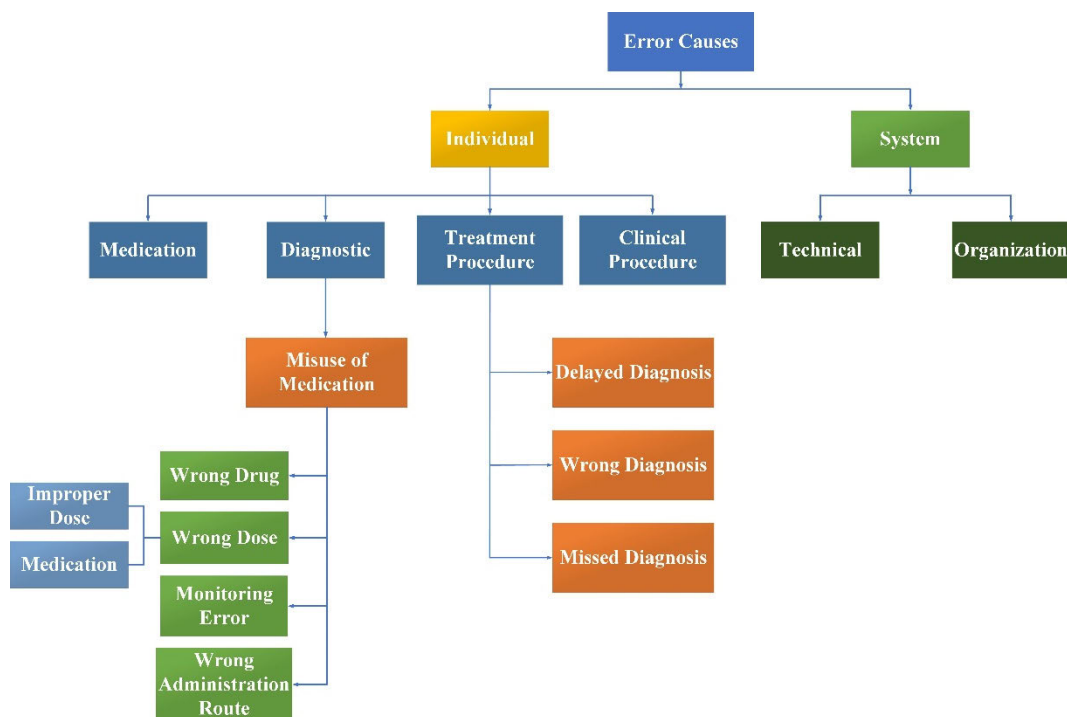 Error Causes
Individual
System
Medication
Diagnostic
Treatment
Procedure
Clinical
Procedure
Technical
Organization
Misuse of
Medication
Delayed Diagnosis
Wrong Diagnosis
Missed Diagnosis
Wrong Drug
Improper
Dose
Wrong Dose
Medication
Monitoring
Error
Wrong
Administration
Route